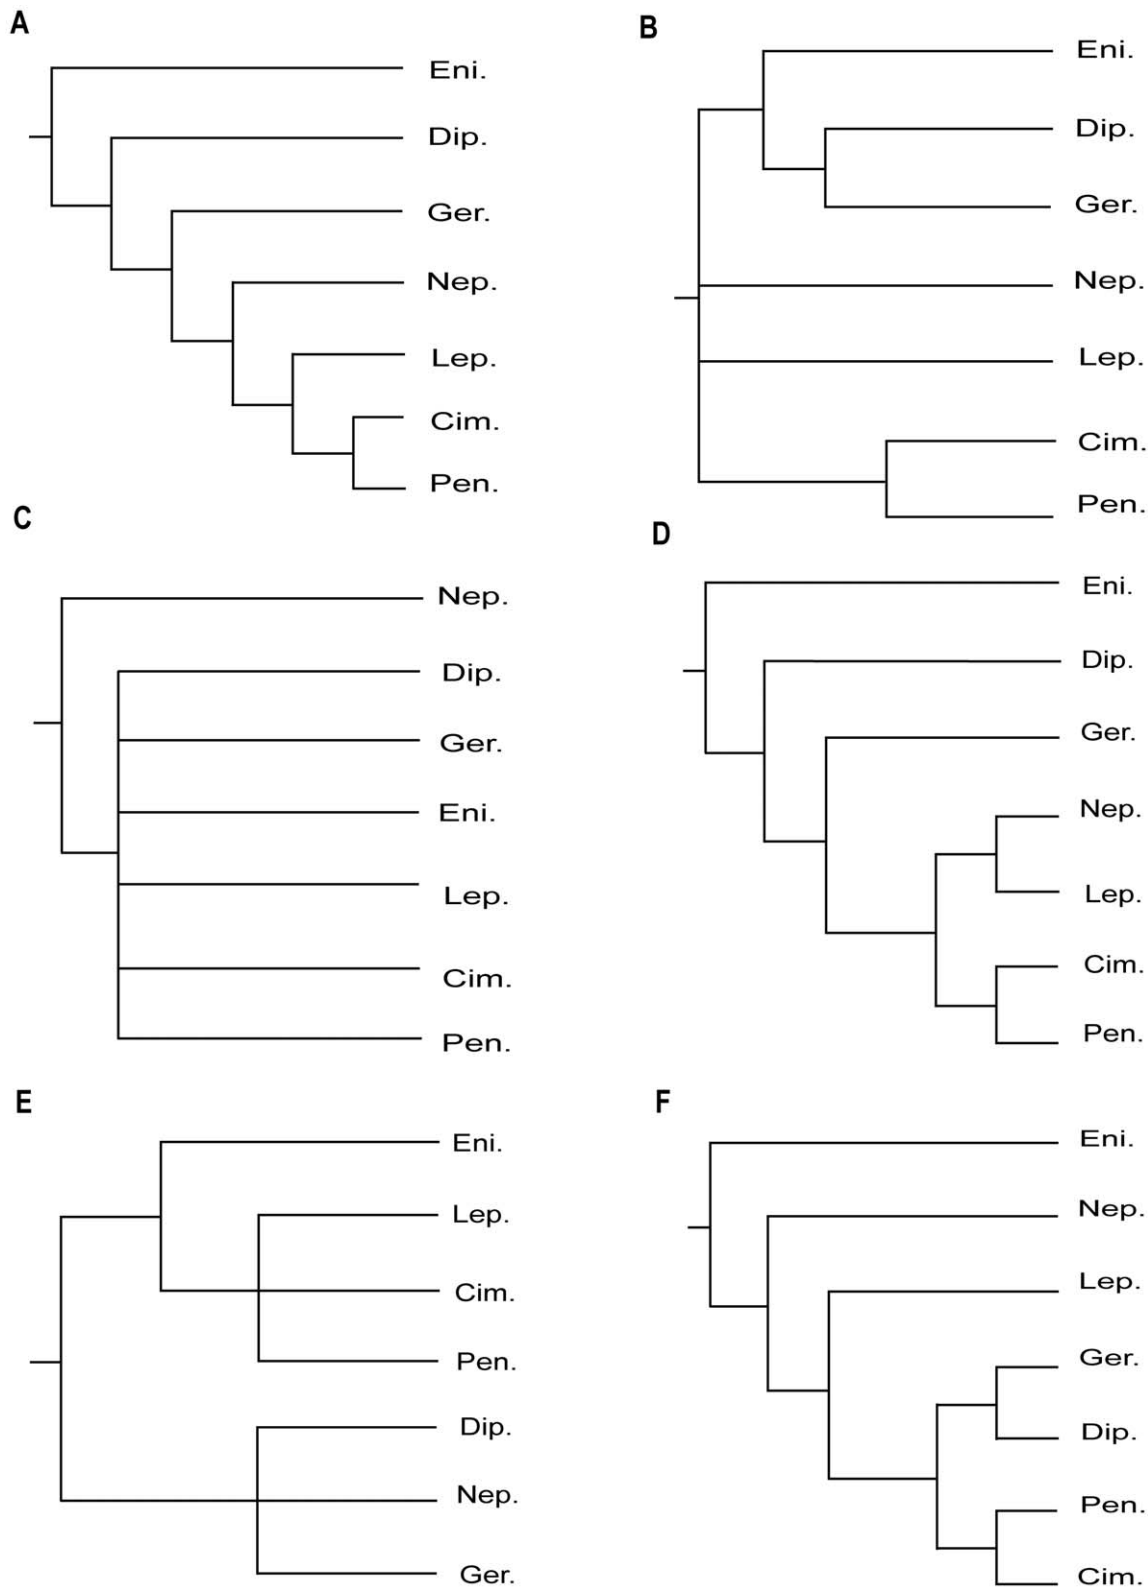 A
Eni.
Dip.
Ger.
Nep.
Lep.
Cim.
Pen.
B
Eni.
Dip.
Ger.
Nep.
Lep.
Cim.
Pen.
C
Nep.
Dip.
Ger.
Eni.
Lep.
Cim.
Pen.
D
Eni.
Dip.
Ger.
Nep.
Lep.
Cim.
Pen.
E
Eni.
Lep.
Cim.
Pen.
Dip.
Nep.
Ger.
F
Eni.
Nep.
Lep.
Ger.
Dip.
Pen.
Cim.